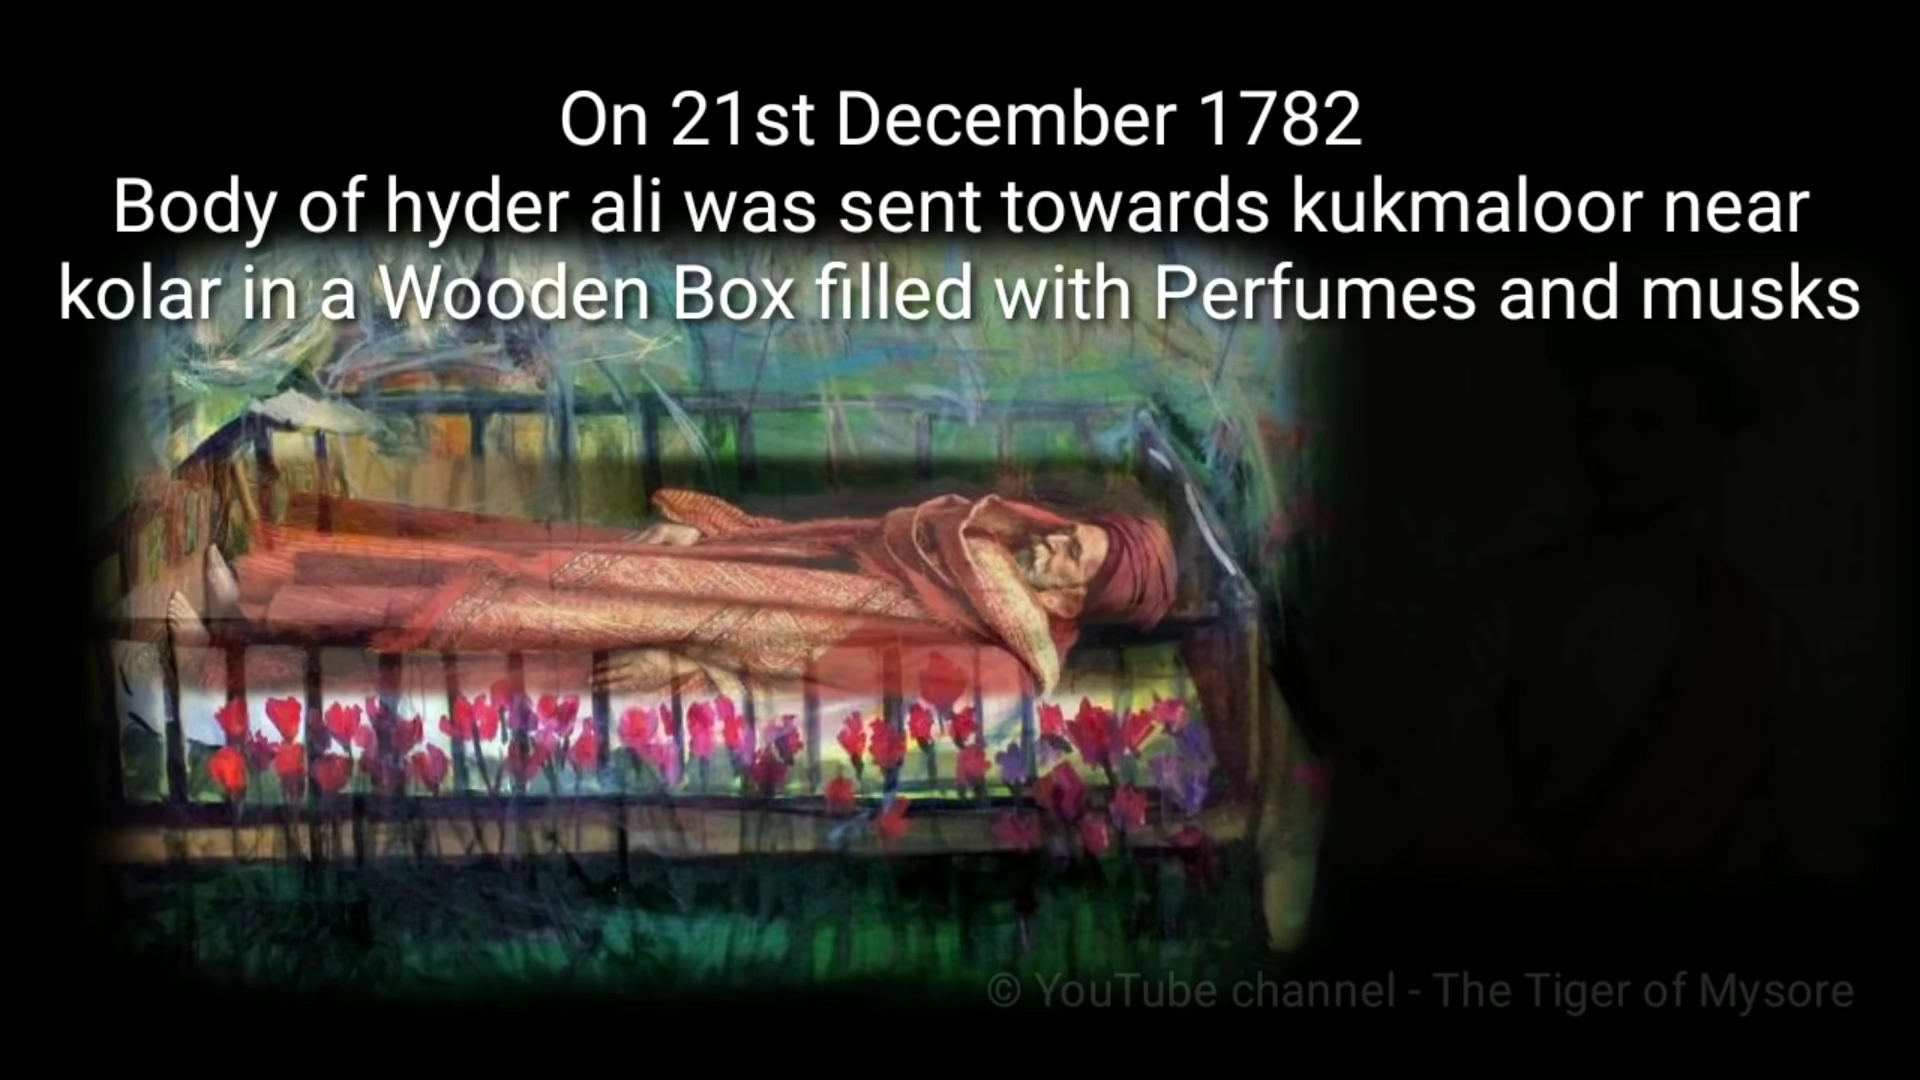 On 21st December 1782
Body of hyder ali was sent towards kukmaloor near
kolar in a Wooden Box filled with Perfumes and musks
© YouTube channel - The Tiger of Mysore